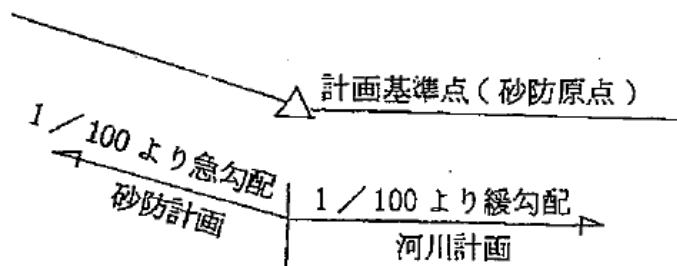 計画基準点(砂防原点)
1/100より急勾配
砂防計画
1/100より緩勾配
河川計画